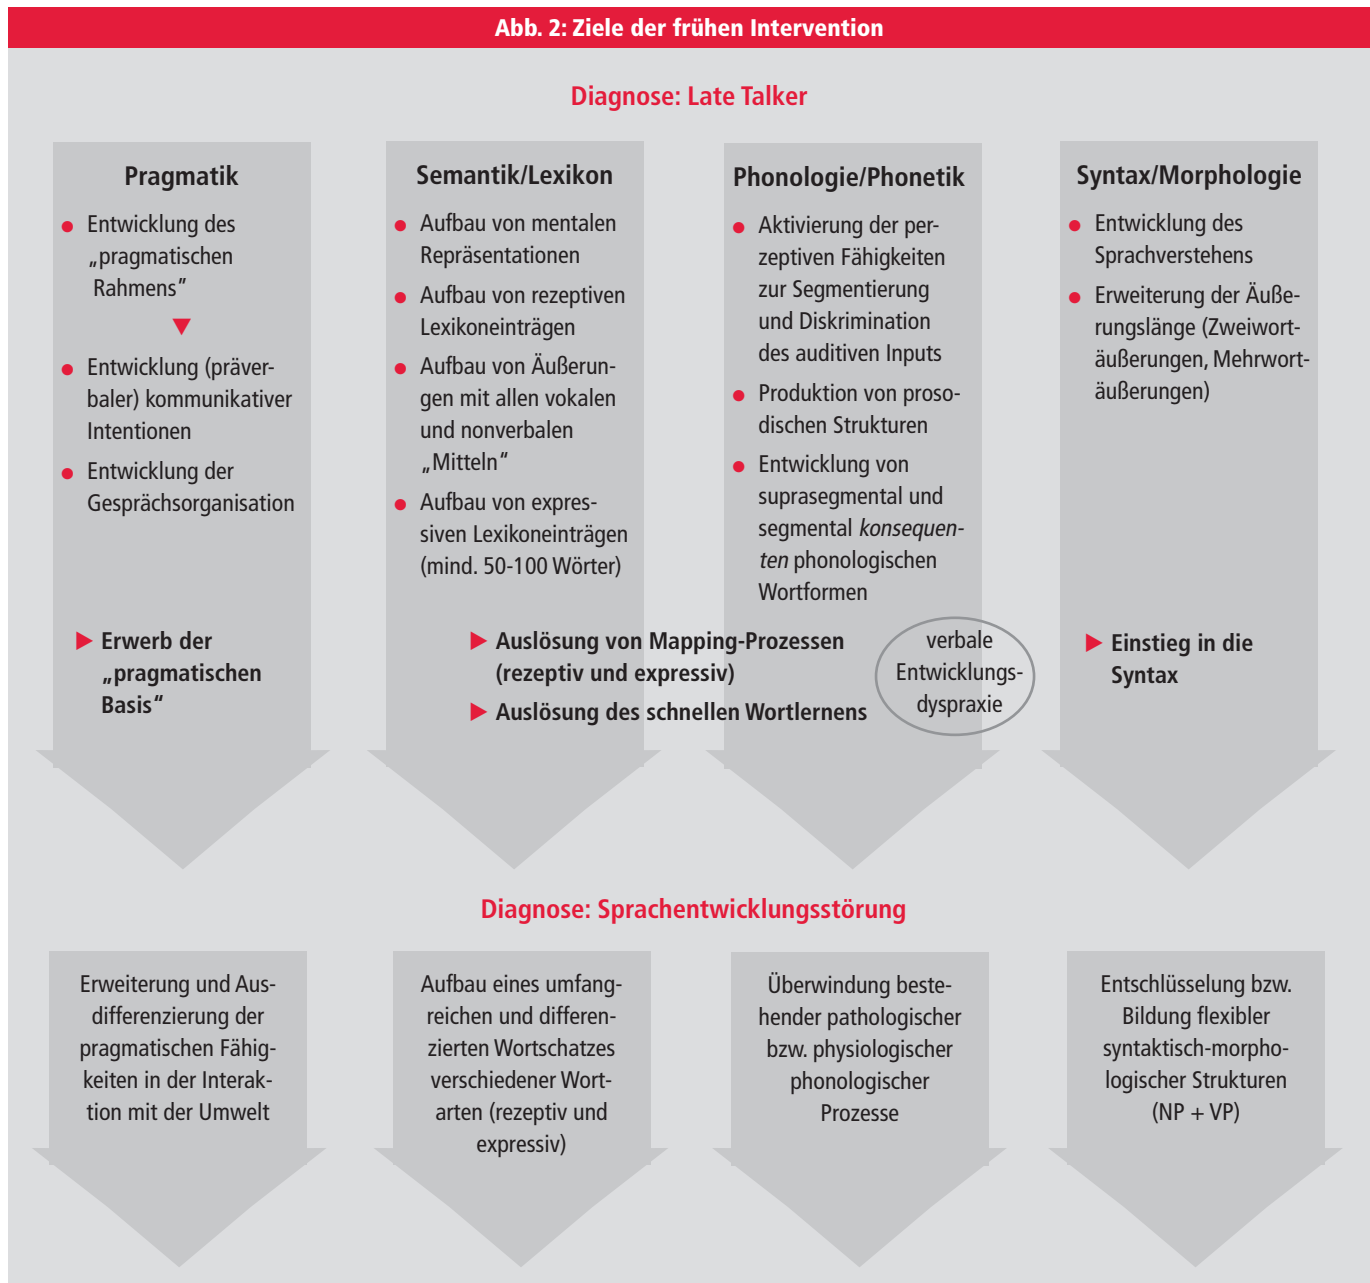 Abb. 2: Ziele der frühen Intervention
Diagnose: Late Talker
Pragmatik
● Entwicklung des
„pragmatischen
Rahmens“
▼
● Entwicklung (präver-
baler) kommunikativer
Intentionen
● Entwicklung der
Gesprächsorganisation
▶ Erwerb der
„pragmatischen
Basis“
Semantik/Lexikon
● Aufbau von mentalen
Repräsentationen
● Aufbau von rezeptiven
Lexikoneinträgen
● Aufbau von Äußerun-
gen mit allen vokalen
und nonverbalen
„Mitteln“
● Aufbau von expres-
siven Lexikoneinträgen
(mind. 50-100 Wörter)
Phonologie/Phonetik
● Aktivierung der per-
zeptiven Fähigkeiten
zur Segmentierung
und Diskrimination
des auditiven Inputs
● Produktion von proso-
dischen Strukturen
● Entwicklung von
suprasegmental und
segmental konsequen-
ten phonologischen
Wortformen
▶ Auslösung von Mapping-Prozessen
(rezeptiv und expressiv)
▶ Auslösung des schnellen Wortlernens
verbale
Entwicklungs-
dyspraxie
Syntax/Morphologie
● Entwicklung des
Sprachverstehens
● Erweiterung der Äuße-
rungslänge (Zweiwort-
äußerungen, Mehrwort-
äußerungen)
▶ Einstieg in die
Syntax
Diagnose: Sprachentwicklungsstörung
Erweiterung und Aus-
differenzierung der
pragmatischen Fähig-
keiten in der Interak-
tion mit der Umwelt
Aufbau eines umfang-
reichen und differen-
zierten Wortschatzes
verschiedener Wort-
arten (rezeptiv und
expressiv)
Überwindung beste-
hender pathologischer
bzw. physiologischer
phonologischer
Prozesse
Entschlüsselung bzw.
Bildung flexibler
syntaktisch-morpho-
logischer Strukturen
(NP + VP)